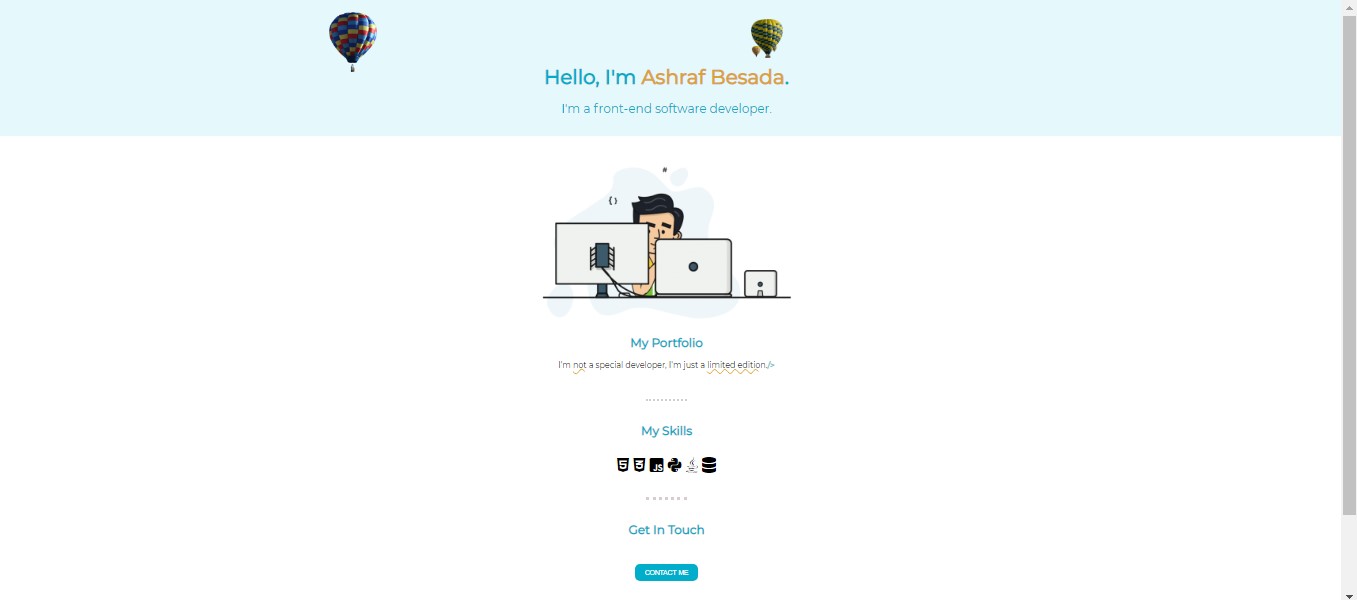 Hello, I'm Ashraf Besada.
I'm a front-end software developer.
#
{ }
My Portfolio
I'm not a special developer, I'm just a limited edition./>
My Skills
JS
Get In Touch
CONTACT ME